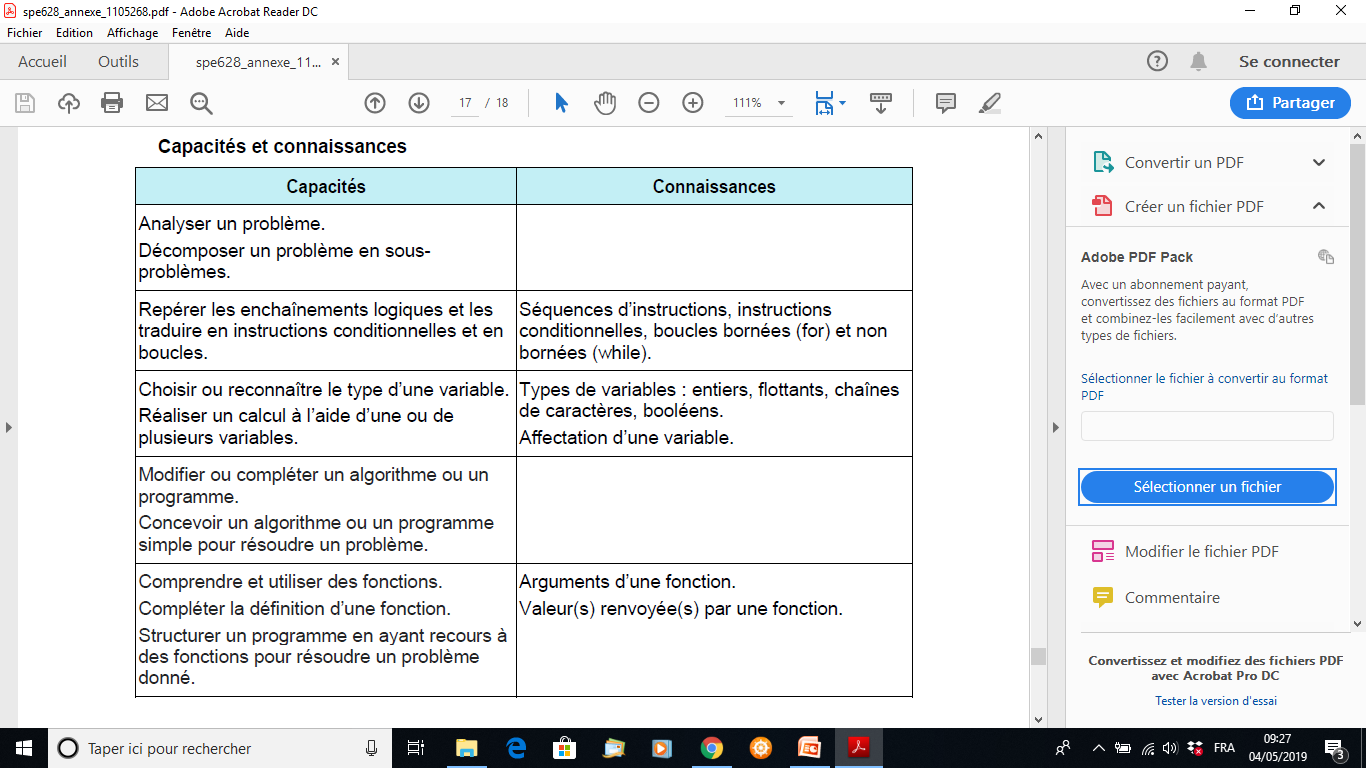 spe628_annexe_1105268.pdf - Adobe Acrobat Reader DC
Fichier Edition Affichage Fenêtre Aide
Accueil Outils spe628_annexe_11... × Se connecter
17 / 18 111% Partager
Capacités et connaissances
Capacités
Connaissances
Analyser un problème.
Décomposer un problème en sous-
problèmes.
Repérer les enchaînements logiques et les
traduire en instructions conditionnelles et en
boucles.
Séquences d’instructions, instructions
conditionnelles, boucles bornées (for) et non
bornées (while).
Choisir ou reconnaître le type d’une variable.
Réaliser un calcul à l’aide d’une ou de
plusieurs variables.
Types de variables : entiers, flottants, chaînes
de caractères, booléens.
Affectation d’une variable.
Modifier ou compléter un algorithme ou un
programme.
Concevoir un algorithme ou un programme
simple pour résoudre un problème.
Comprendre et utiliser des fonctions.
Compléter la définition d’une fonction.
Structurer un programme en ayant recours à
des fonctions pour résoudre un problème
donné.
Arguments d’une fonction.
Valeur(s) renvoyée(s) par une fonction.
Convertir un PDF
Créer un fichier PDF
Adobe PDF Pack
Avec un abonnement payant,
convertissez des fichiers au format PDF
et combinez-les facilement avec d’autres
types de fichiers.
Sélectionner le fichier à convertir au format
PDF
Sélectionner un fichier
Modifier le fichier PDF
Commentaire
Convertissez et modifiez des fichiers PDF
avec Acrobat Pro DC
Tester la version d’essai
Taper ici pour rechercher
FRA
09:27
04/05/2019
3